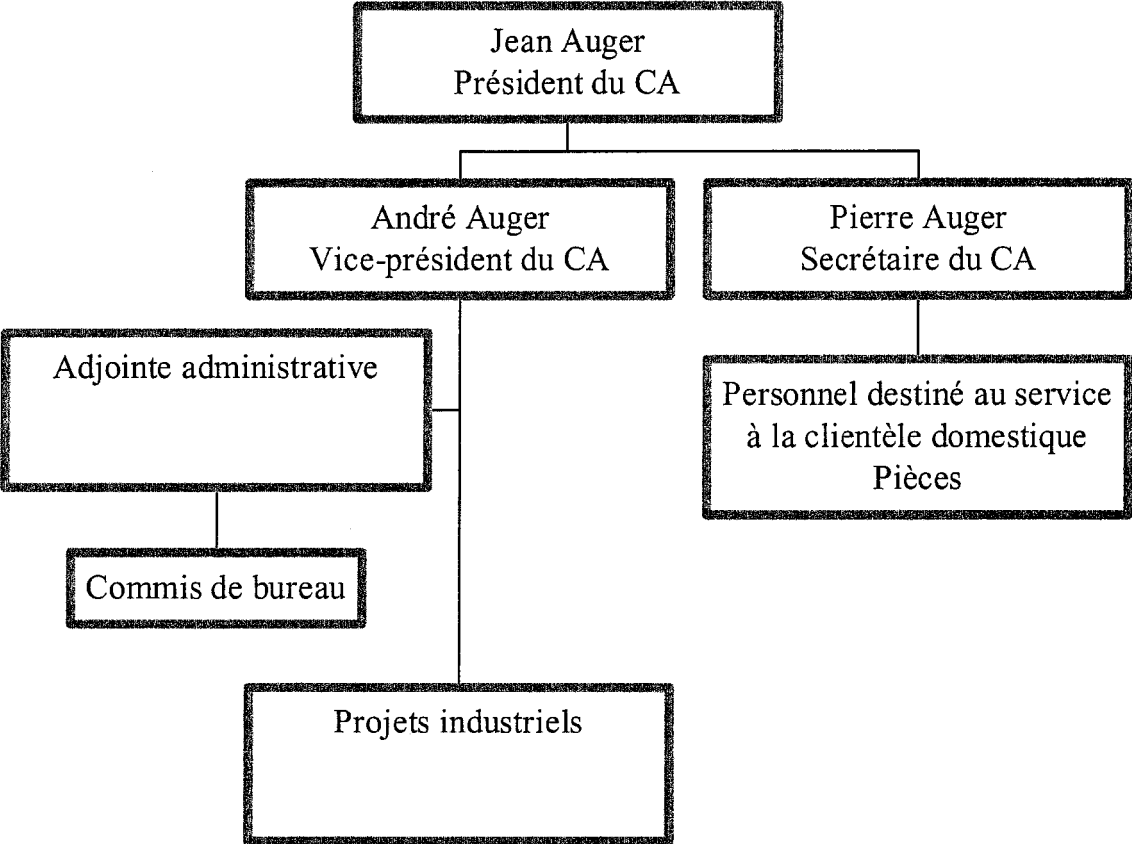 Jean Auger
Président du CA
André Auger
Vice-président du CA
Pierre Auger
Secrétaire du CA
Adjointe administrative
Personnel destiné au service
à la clientèle domestique
Pièces
Commis de bureau
Projets industriels